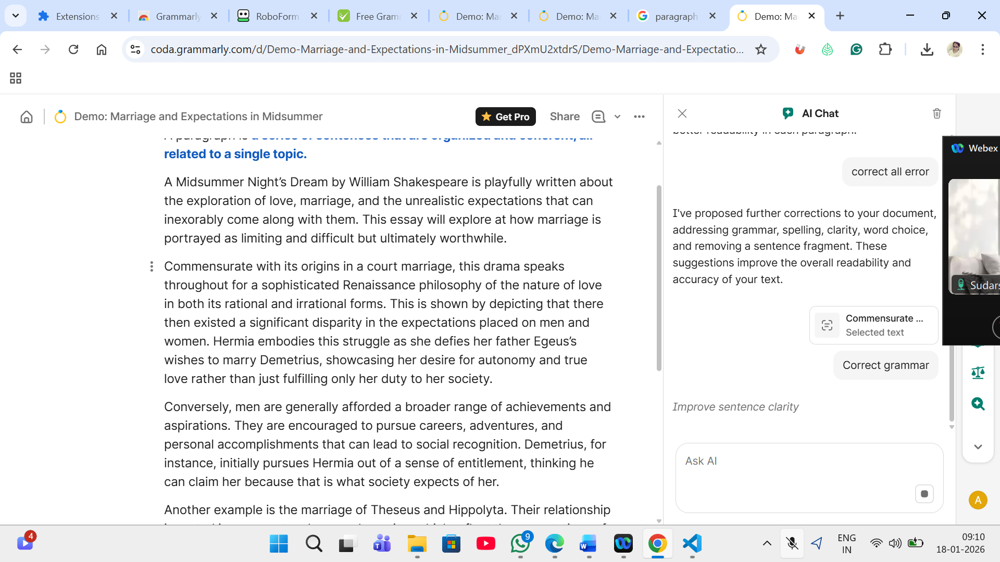 Extensions
Grammarly
RoboForm
Free Gram
Demo: Ma
Demo: Ma
paragraph
Demo: Ma
coda.grammarly.com/d/Demo-Marriage-and-Expectations-in-Midsummer_dPXmU2xtdrS/Demo-Marriage-and-Expectatio...
Demo: Marriage and Expectations in Midsummer
Get Pro
Share
A paragraph is a series of sentences that are organized and coherent, all
related to a single topic.
A Midsummer Night’s Dream by William Shakespeare is playfully written about
the exploration of love, marriage, and the unrealistic expectations that can
inexorably come along with them. This essay will explore at how marriage is
portrayed as limiting and difficult but ultimately worthwhile.
Commensurate with its origins in a court marriage, this drama speaks
throughout for a sophisticated Renaissance philosophy of the nature of love
in both its rational and irrational forms. This is shown by depicting that there
then existed a significant disparity in the expectations placed on men and
women. Hermia embodies this struggle as she defies her father Egeus’s
wishes to marry Demetrius, showcasing her desire for autonomy and true
love rather than just fulfilling only her duty to her society.
Conversely, men are generally afforded a broader range of achievements and
aspirations. They are encouraged to pursue careers, adventures, and
personal accomplishments that can lead to social recognition. Demetrius, for
instance, initially pursues Hermia out of a sense of entitlement, thinking he
can claim her because that is what society expects of her.
Another example is the marriage of Theseus and Hippolyta. Their relationship
AI Chat
better readability in each paragraph.
correct all error
I've proposed further corrections to your document,
addressing grammar, spelling, clarity, word choice,
and removing a sentence fragment. These
suggestions improve the overall readability and
accuracy of your text.
Commensurate ...
Selected text
Correct grammar
Improve sentence clarity
Ask AI
Webex
Sudars
A
4
9
ENG
IN
09:10
18-01-2026